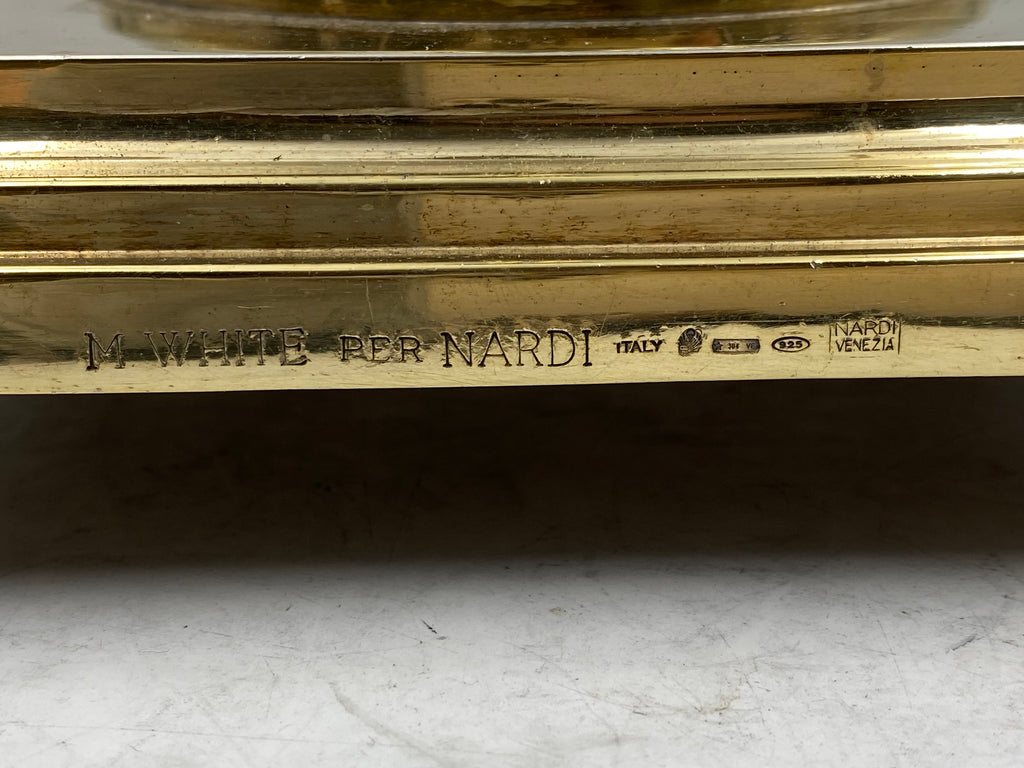 M WHITE PER NARDI ITALY 925
NARDI
VENEZIA